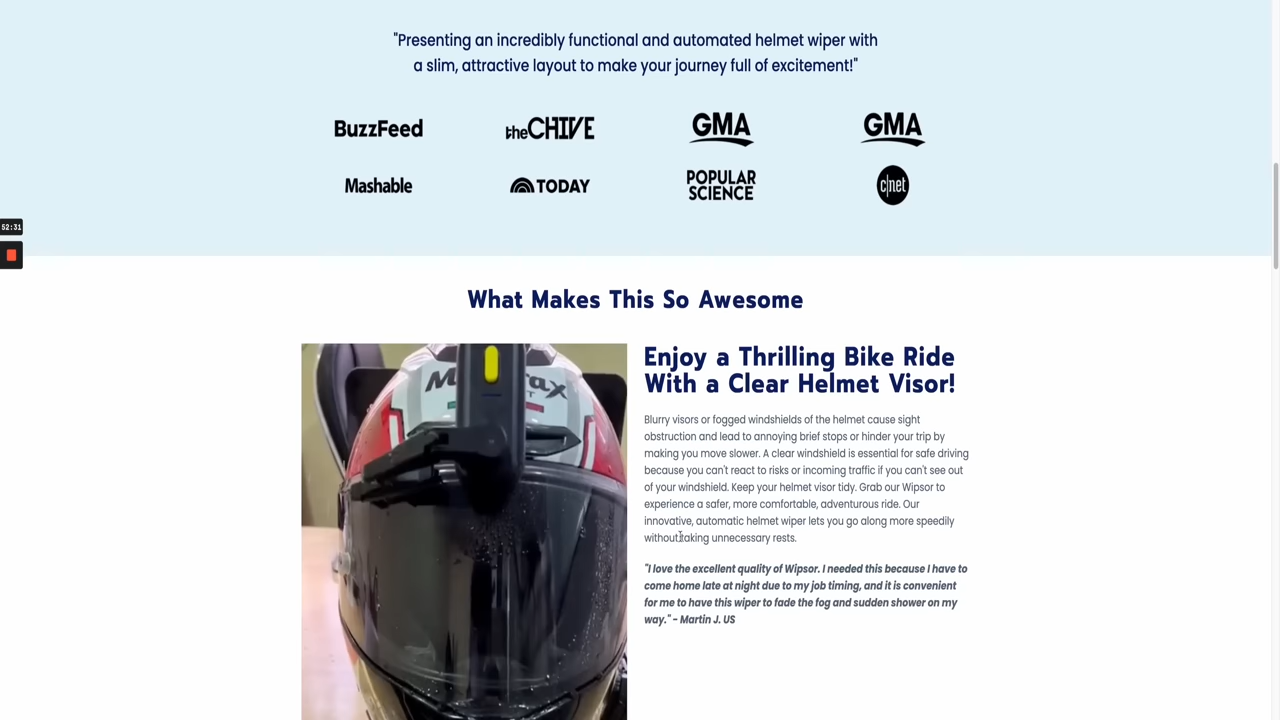 "Presenting an incredibly functional and automated helmet wiper with
a slim, attractive layout to make your journey full of excitement!"
BuzzFeed
theCHIVE
GMA
GMA
Mashable
TODAY
POPULAR
SCIENCE
c|net
52:31
What Makes This So Awesome
Enjoy a Thrilling Bike Ride
With a Clear Helmet Visor!
Blurry visors or fogged windshields of the helmet cause sight
obstruction and lead to annoying brief stops or hinder your trip by
making you move slower. A clear windshield is essential for safe driving
because you can't react to risks or incoming traffic if you can't see out
of your windshield. Keep your helmet visor tidy. Grab our Wipsor to
experience a safer, more comfortable, adventurous ride. Our
innovative, automatic helmet wiper lets you go along more speedily
without taking unnecessary rests.
"I love the excellent quality of Wipsor. I needed this because I have to
come home late at night due to my job timing, and it is convenient
for me to have this wiper to fade the fog and sudden shower on my
way." - Martin J. US